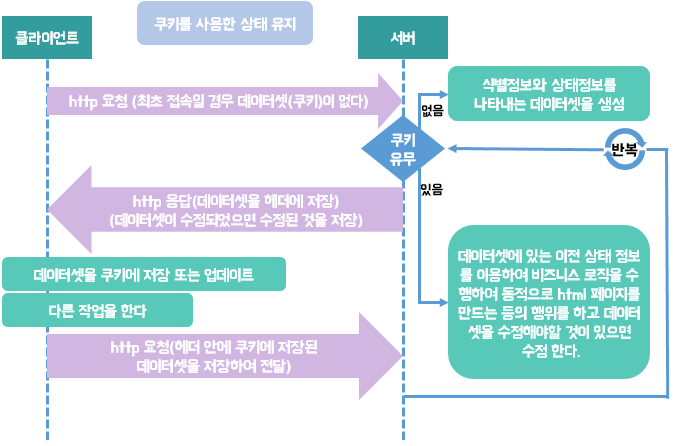 쿠키를 사용한 상태 유지
클라이언트
서버
http 요청 (최초 접속일 경우 데이터셋(쿠키)이 없다)
없음
식별정보와 상태정보를
나타내는 데이터셋을 생성
쿠키
유무
반복
http 응답(데이터셋을 헤더에 저장)
(데이터셋이 수정되었으면 수정된 것을 저장)
있음
데이터셋에 있는 이전 상태 정보
를 이용하여 비즈니스 로직을 수
행하여 동적으로 html 페이지를
만드는 등의 행위를 하고 데이터
셋을 수정해야할 것이 있으면
수정 한다.
데이터셋을 쿠키에 저장 또는 업데이트
다른 작업을 한다
http 요청(헤더 안에 쿠키에 저장된
데이터셋을 저장하여 전달)